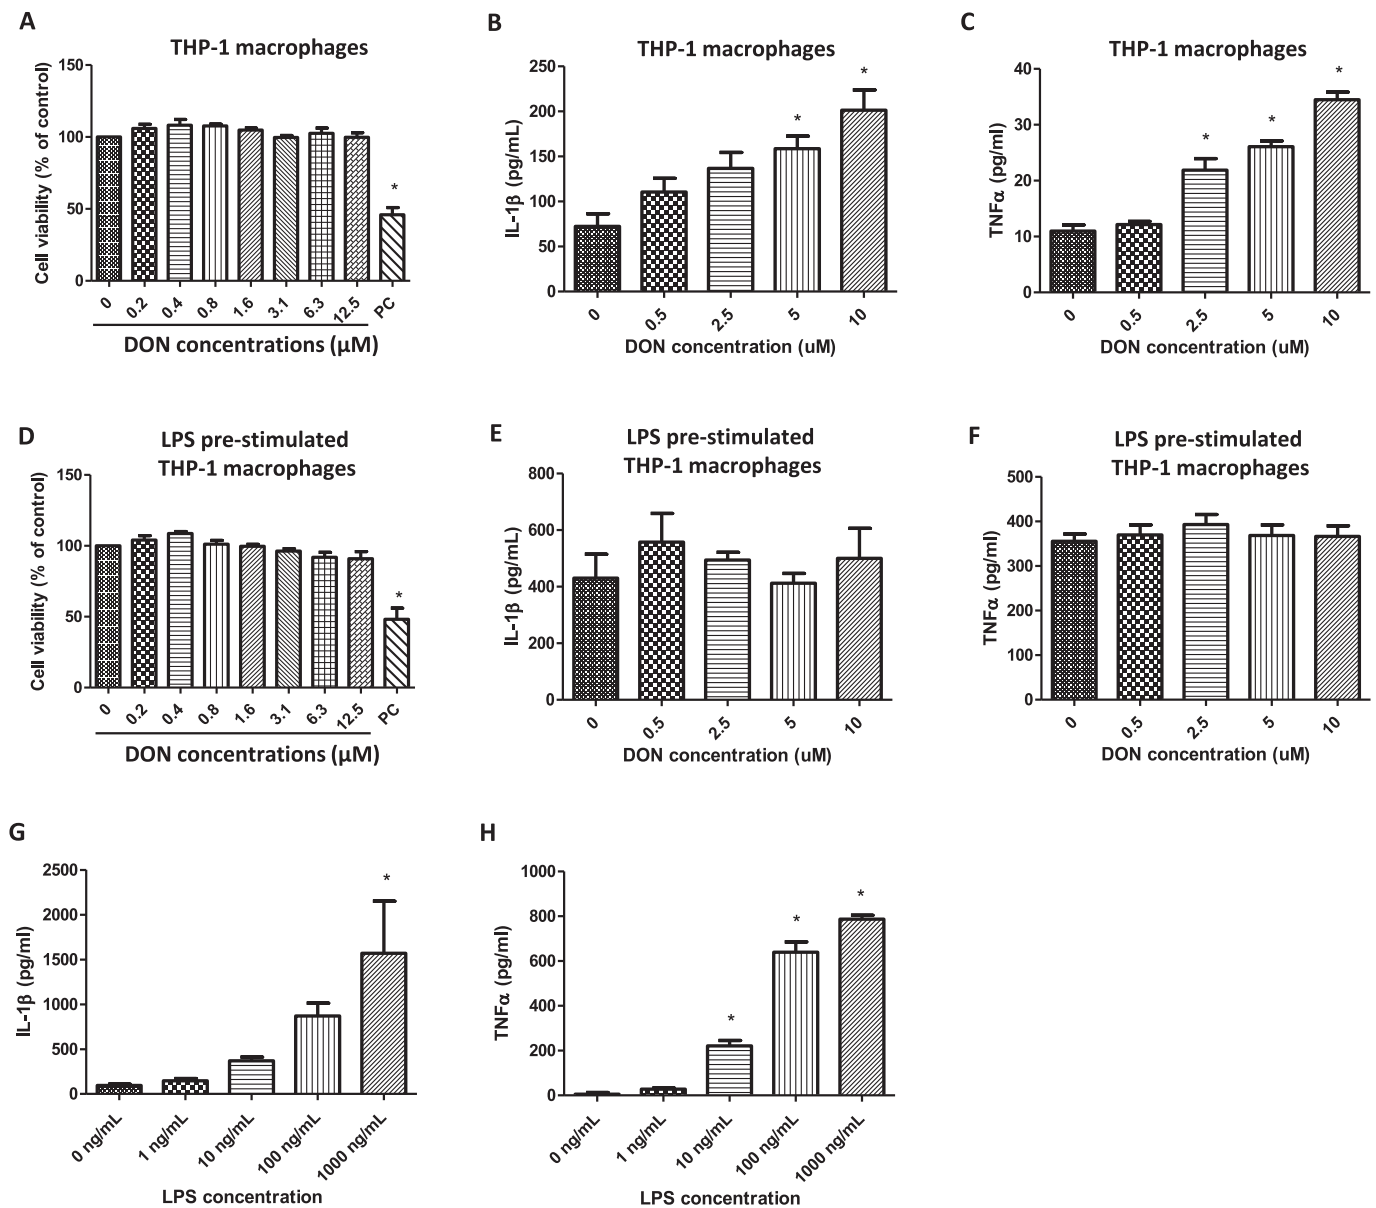 A
THP-1 macrophages
Cell viability (% of control)
150
100
50
0
*
0 0.2 0.4 0.8 1.6 3.1 6.3 12.5 PC
DON concentrations (µM)
B
THP-1 macrophages
IL-1β (pg/mL)
250
200
150
100
50
0
* *
0 0.5 2.5 5 10
DON concentration (uM)
C
THP-1 macrophages
TNFα (pg/ml)
40
30
20
10
0
* * *
0 0.5 2.5 5 10
DON concentration (uM)
D
LPS pre-stimulated
THP-1 macrophages
Cell viability (% of control)
150
100
50
0
*
0 0.2 0.4 0.8 1.6 3.1 6.3 12.5 PC
DON concentrations (µM)
E
LPS pre-stimulated
THP-1 macrophages
IL-1β (pg/mL)
800
600
400
200
0
0 0.5 2.5 5 10
DON concentration (uM)
F
LPS pre-stimulated
THP-1 macrophages
TNFα (pg/ml)
500
400
300
200
100
0
0 0.5 2.5 5 10
DON concentration (uM)
G
IL-1β (pg/ml)
2500
2000
1500
1000
500
0
*
0 ng/mL 1 ng/mL 10 ng/mL 100 ng/mL 1000 ng/mL
LPS concentration
H
TNFα (pg/ml)
1000
800
600
400
200
0
* * *
0 ng/mL 1 ng/mL 10 ng/mL 100 ng/mL 1000 ng/mL
LPS concentration